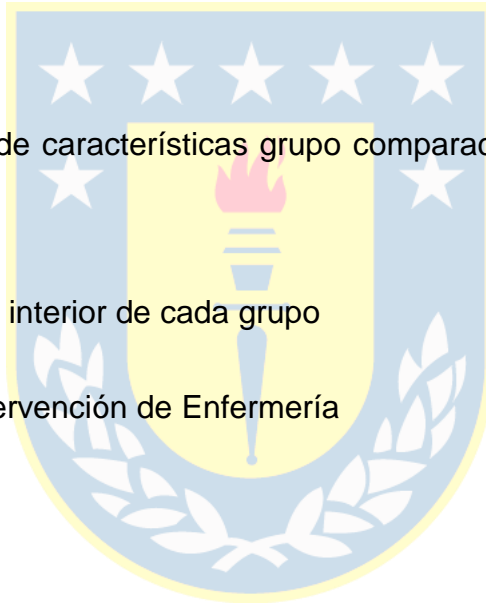 de características grupo comparac
interior de cada grupo
ervención de Enfermería